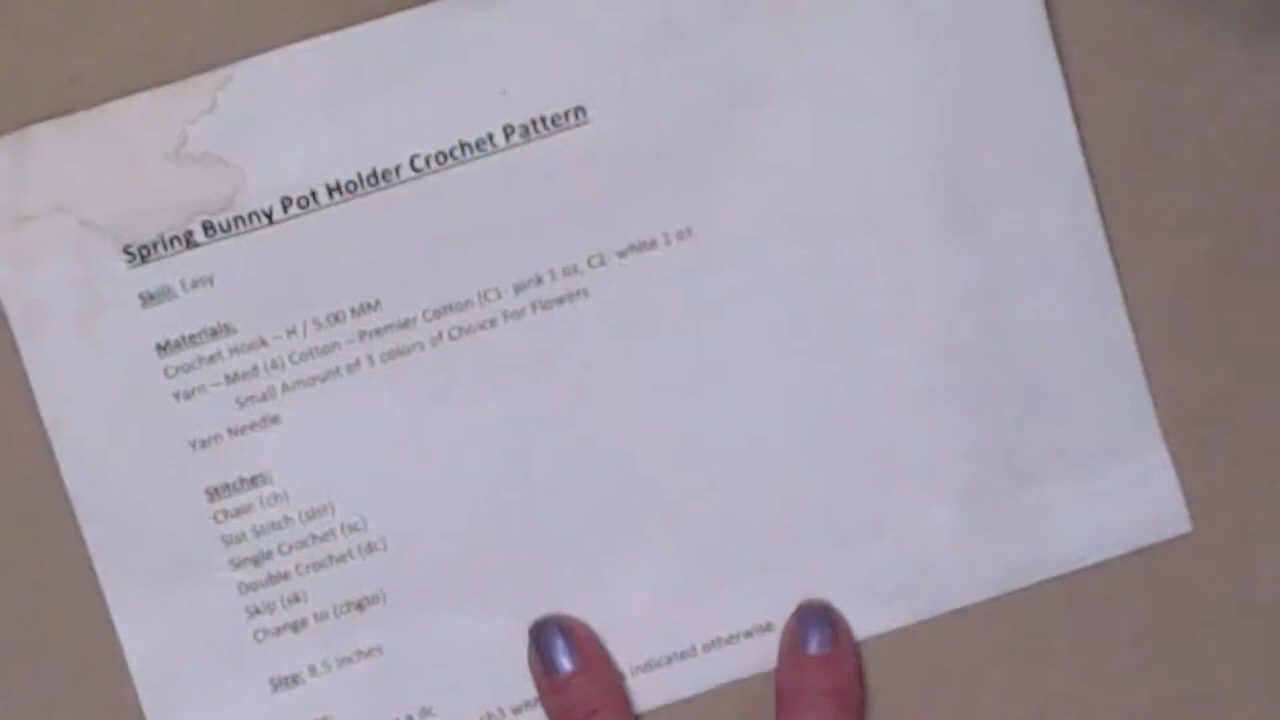 Spring Bunny Pot Holder Crochet Pattern
Skill: Easy
Materials:
Crochet Hook – H / 5.00 MM
Yarn – Med (4) Cotton – Premier Cotton (C1- pink 1 oz, C2- white 1 oz
Small Amount of 3 colors of Choice For Flowers
Yarn Needle
Stitches:
Chain (ch)
Slst Stitch (slst)
Single Crochet (sc)
Double Crochet (dc)
Skip (sk)
Change to (chgto)
Size: 8.5 inches
indicated otherwise
a dc